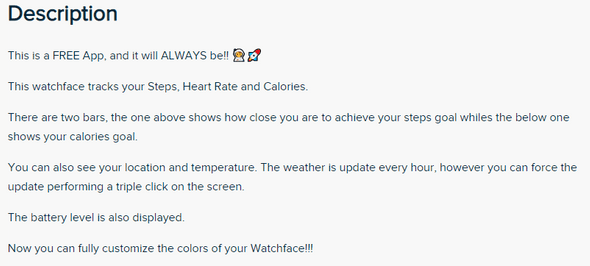 Description
This is a FREE App, and it will ALWAYS be!! 👨‍🚀🚀
This watchface tracks your Steps, Heart Rate and Calories.
There are two bars, the one above shows how close you are to achieve your steps goal whiles the below one
shows your calories goal.
You can also see your location and temperature. The weather is update every hour, however you can force the
update performing a triple click on the screen.
The battery level is also displayed.
Now you can fully customize the colors of your Watchface!!!